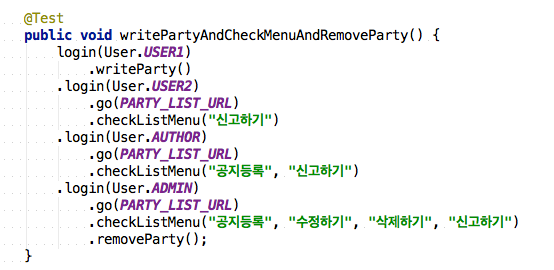 @Test
public void writePartyAndCheckMenuAndRemoveParty() {
    login(User.USER1)
        .writeParty()
    .login(User.USER2)
        .go(PARTY_LIST_URL)
        .checkListMenu("신고하기")
    .login(User.AUTHOR)
        .go(PARTY_LIST_URL)
        .checkListMenu("공지등록", "신고하기")
    .login(User.ADMIN)
        .go(PARTY_LIST_URL)
        .checkListMenu("공지등록", "수정하기", "삭제하기", "신고하기")
        .removeParty();
}